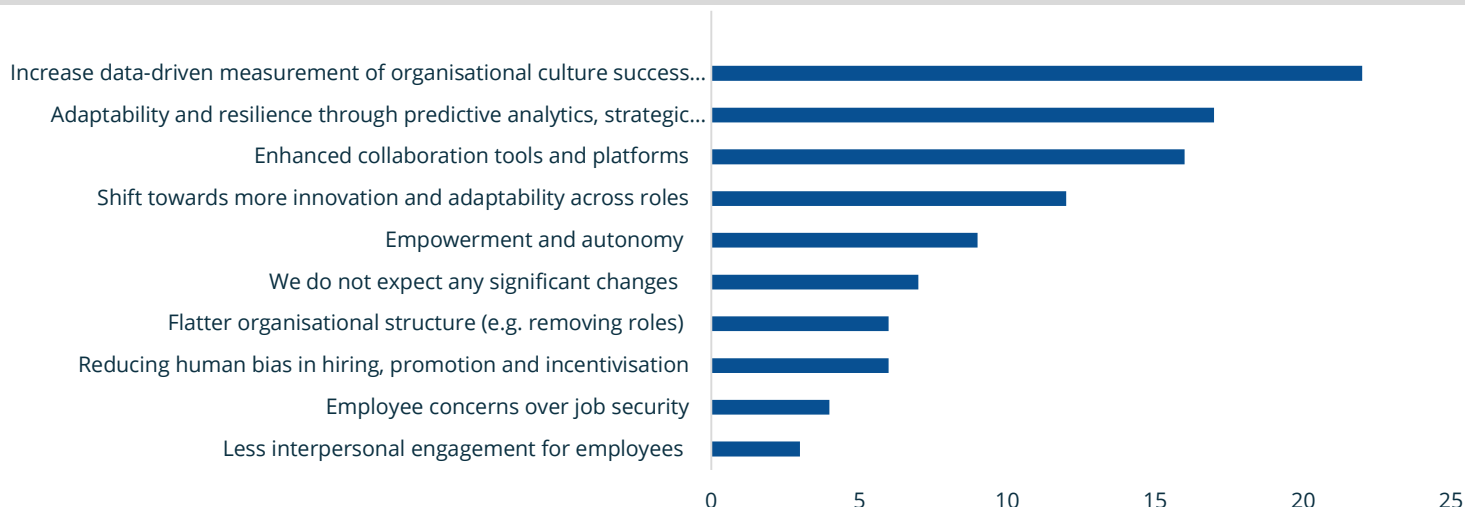 Increase data-driven measurement of organisational culture success...
Adaptability and resilience through predictive analytics, strategic...
Enhanced collaboration tools and platforms
Shift towards more innovation and adaptability across roles
Empowerment and autonomy
We do not expect any significant changes
Flatter organisational structure (e.g. removing roles)
Reducing human bias in hiring, promotion and incentivisation
Employee concerns over job security
Less interpersonal engagement for employees
0 5 10 15 20 25